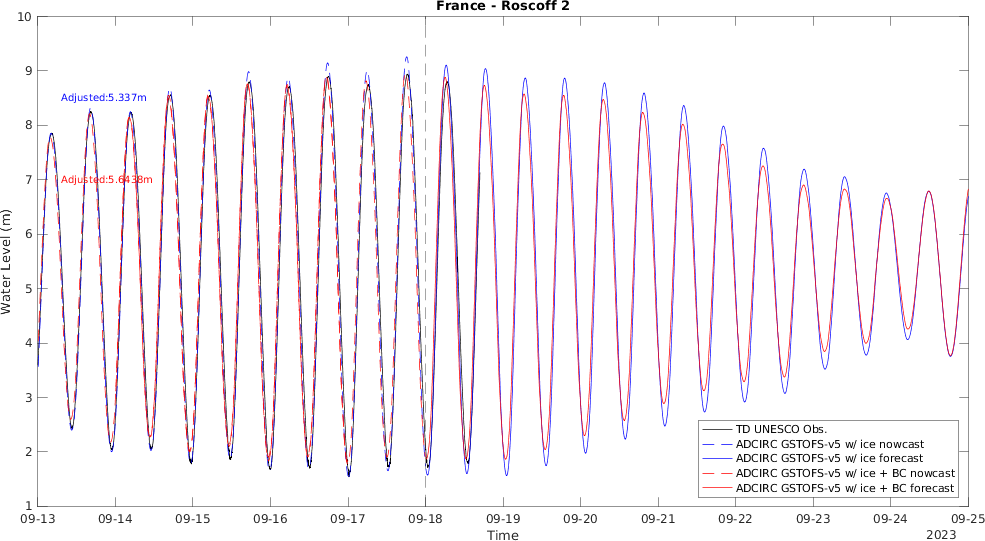 France - Roscoff 2
10
9
8
7
6
5
4
3
2
1
Water Level (m)
Adjusted:5.337m
Adjusted:5.6438m
TD UNESCO Obs.
ADCIRC GSTOFS-v5 w/ ice nowcast
ADCIRC GSTOFS-v5 w/ ice forecast
ADCIRC GSTOFS-v5 w/ ice + BC nowcast
ADCIRC GSTOFS-v5 w/ ice + BC forecast
09-13 09-14 09-15 09-16 09-17 09-18 09-19 09-20 09-21 09-22 09-23 09-24 09-25
Time
2023